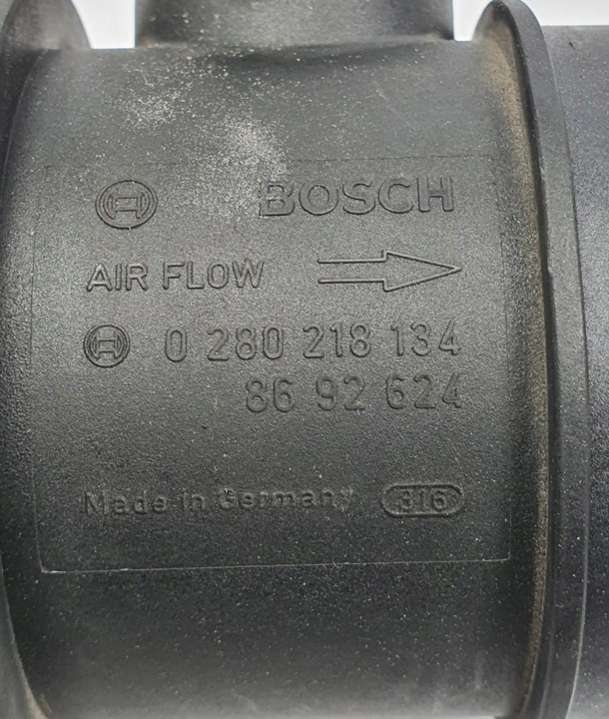 BOSCH
AIR FLOW
0 280 218 134
86 92 624
Made in Germany 316